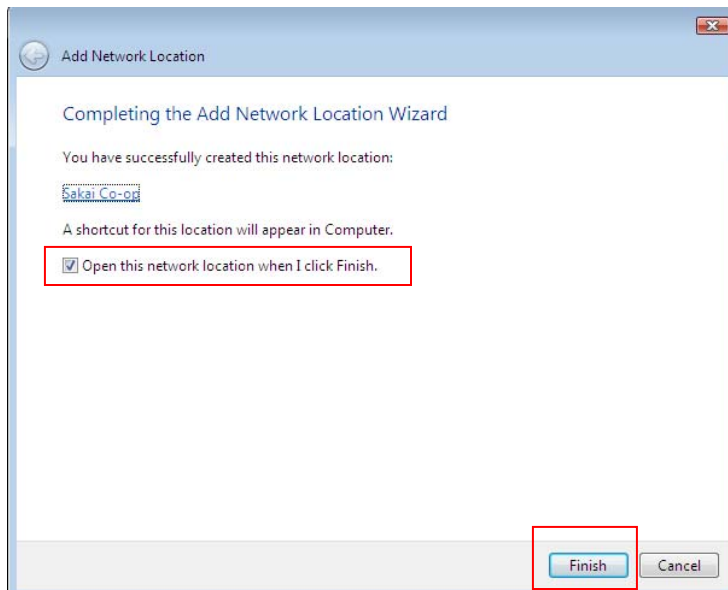 Add Network Location
Completing the Add Network Location Wizard
You have successfully created this network location:
Sakai Co-op
A shortcut for this location will appear in Computer.
Open this network location when I click Finish.
Finish
Cancel